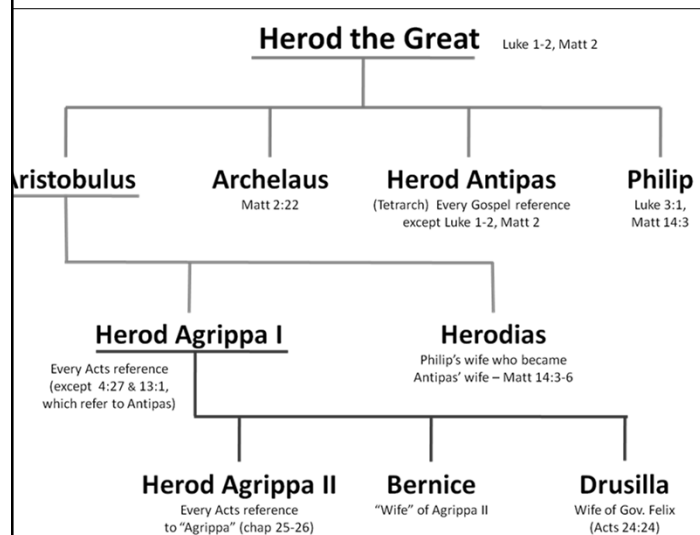 Herod the Great
Luke 1-2, Matt 2
Aristobulus
Archelaus
Matt 2:22
Herod Antipas
(Tetrarch) Every Gospel reference
except Luke 1-2, Matt 2
Philip
Luke 3:1,
Matt 14:3
Herod Agrippa I
Every Acts reference
(except 4:27 & 13:1,
which refer to Antipas)
Herodias
Philip's wife who became
Antipas' wife – Matt 14:3-6
Herod Agrippa II
Every Acts reference
to "Agrippa" (chap 25-26)
Bernice
"Wife" of Agrippa II
Drusilla
Wife of Gov. Felix
(Acts 24:24)